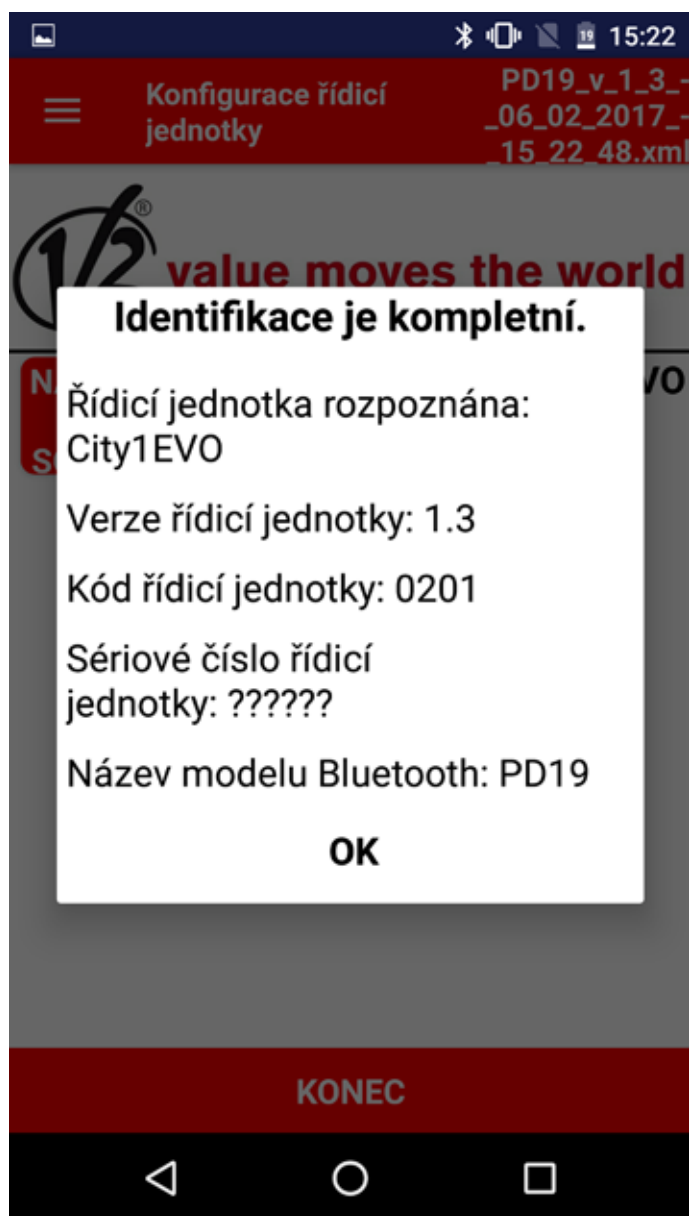 19 15:22
Konfigurace řídicí
jednotky
PD19_v_1_3_-
_06_02_2017_-
_15_22_48.xml
V2®
value moves the world
Identifikace je kompletní.
Řídicí jednotka rozpoznána:
City1EVO
Verze řídicí jednotky: 1.3
Kód řídicí jednotky: 0201
Sériové číslo řídicí
jednotky: ??????
Název modelu Bluetooth: PD19
OK
KONEC